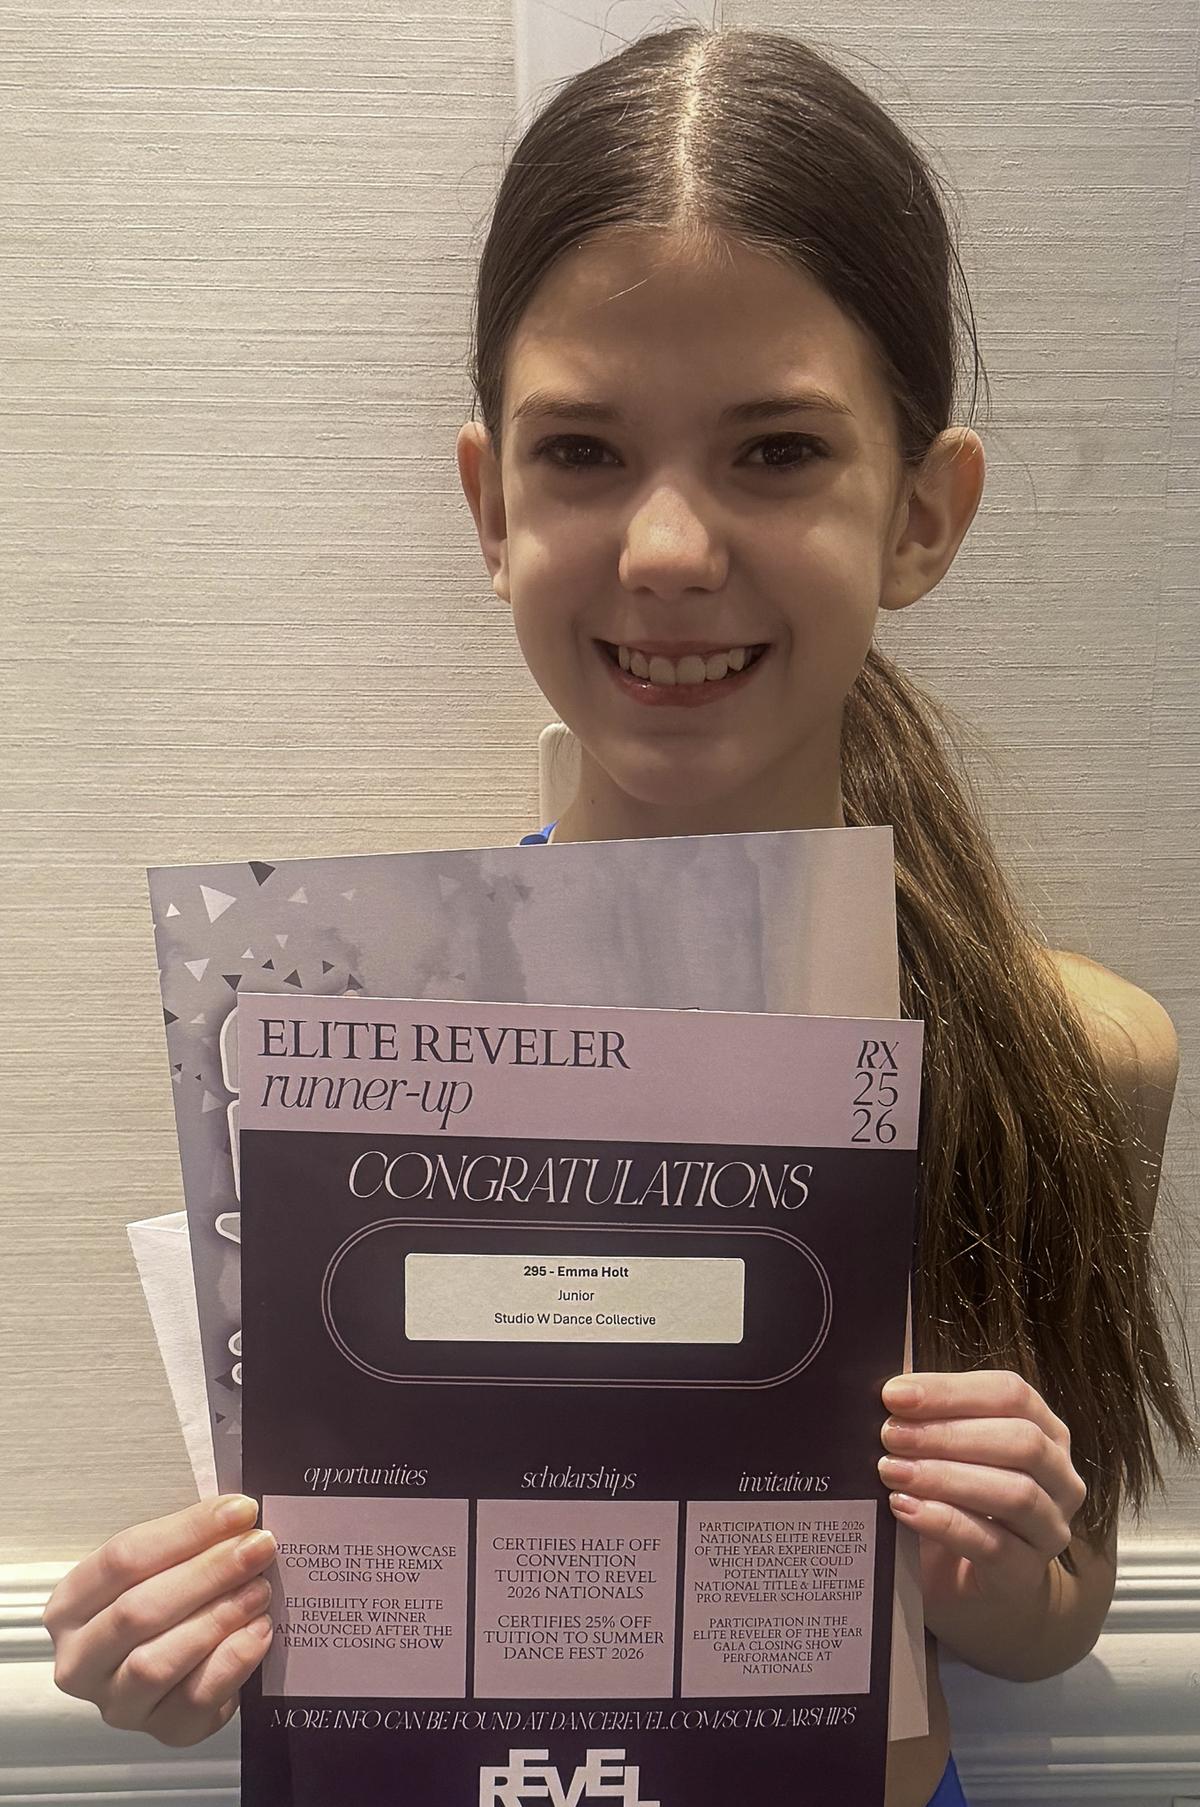 ELITE REVELER
runner-up
RX
25
26
CONGRATULATIONS
295 - Emma Holt
Junior
Studio W Dance Collective
opportunities
PERFORM THE SHOWCASE
COMBO IN THE REMIX
CLOSING SHOW
ELIGIBILITY FOR ELITE
REVELER WINNER
ANNOUNCED AFTER THE
REMIX CLOSING SHOW
scholarships
CERTIFIES HALF OFF
CONVENTION
TUITION TO REVEL
2026 NATIONALS
CERTIFIES 25% OFF
TUITION TO SUMMER
DANCE FEST 2026
invitations
PARTICIPATION IN THE 2026
NATIONALS ELITE REVELER
OF THE YEAR EXPERIENCE IN
WHICH DANCER COULD
POTENTIALLY WIN
NATIONAL TITLE & LIFETIME
PRO REVELER SCHOLARSHIP
PARTICIPATION IN THE
ELITE REVELER OF THE YEAR
GALA CLOSING SHOW
PERFORMANCE AT
NATIONALS
MORE INFO CAN BE FOUND AT DANCEREVEL.COM/SCHOLARSHIPS
REVEL